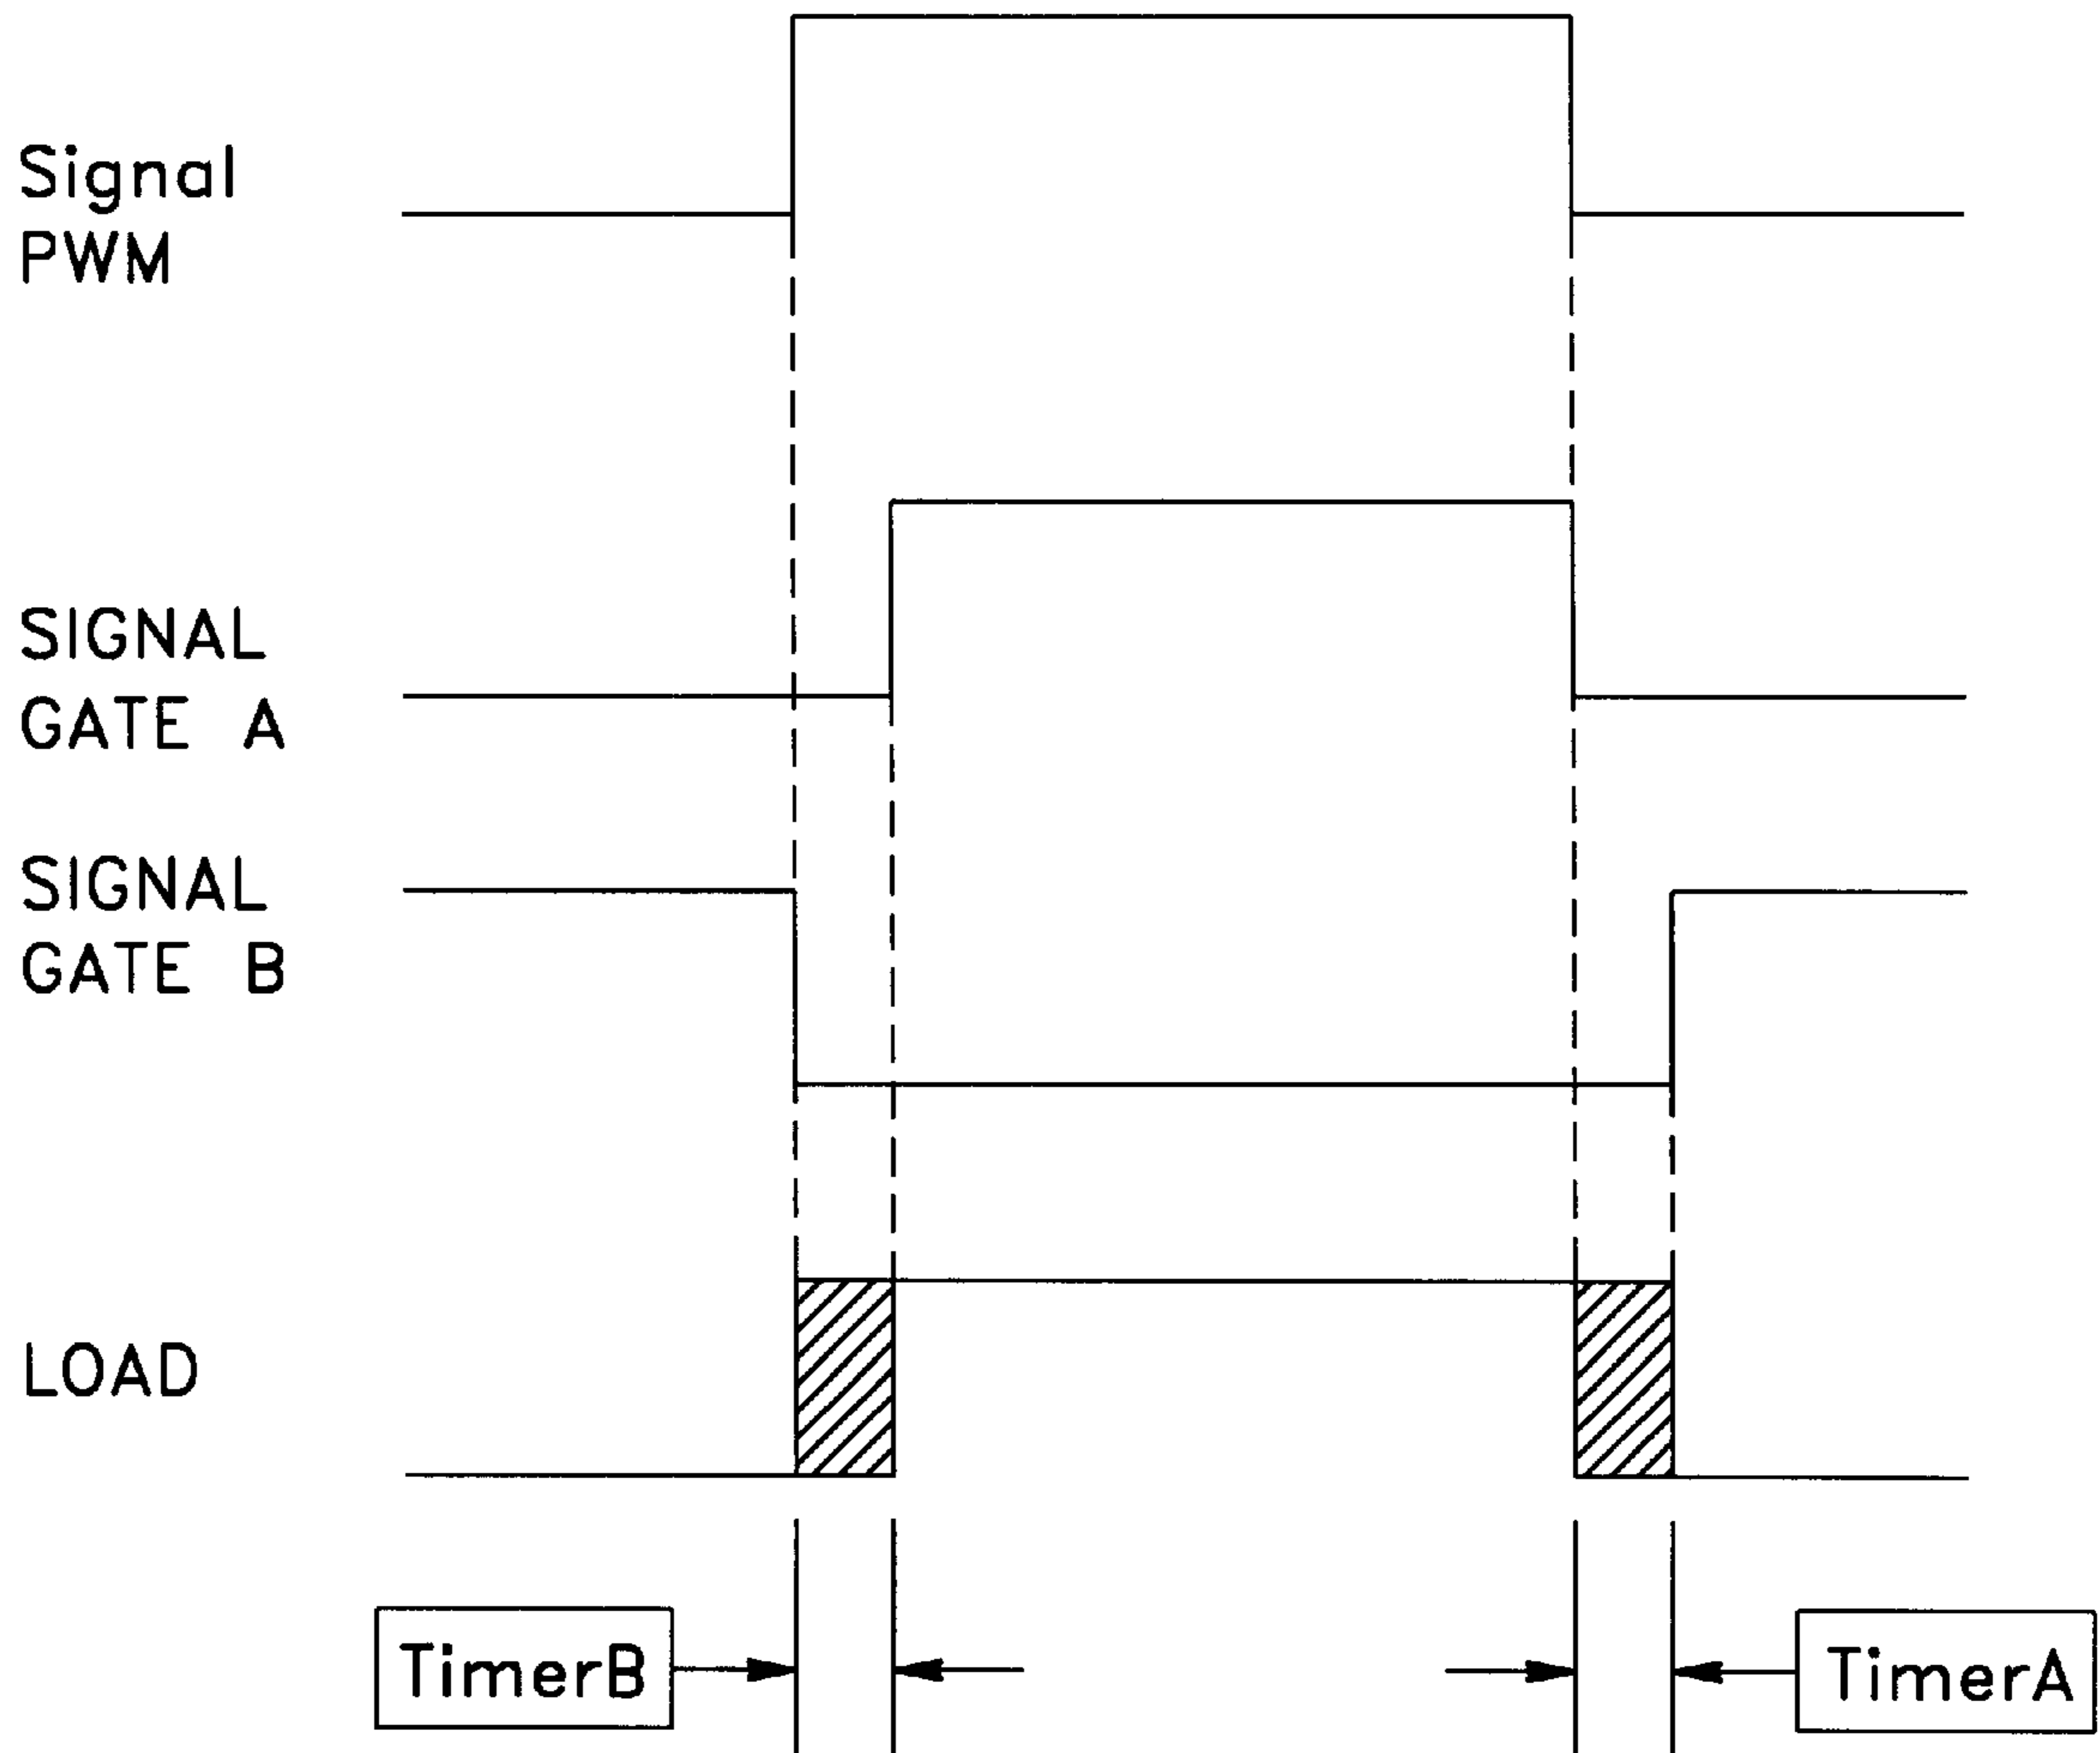 Signal
PWM
SIGNAL
GATE A
SIGNAL
GATE B
LOAD
TimerB
TimerA